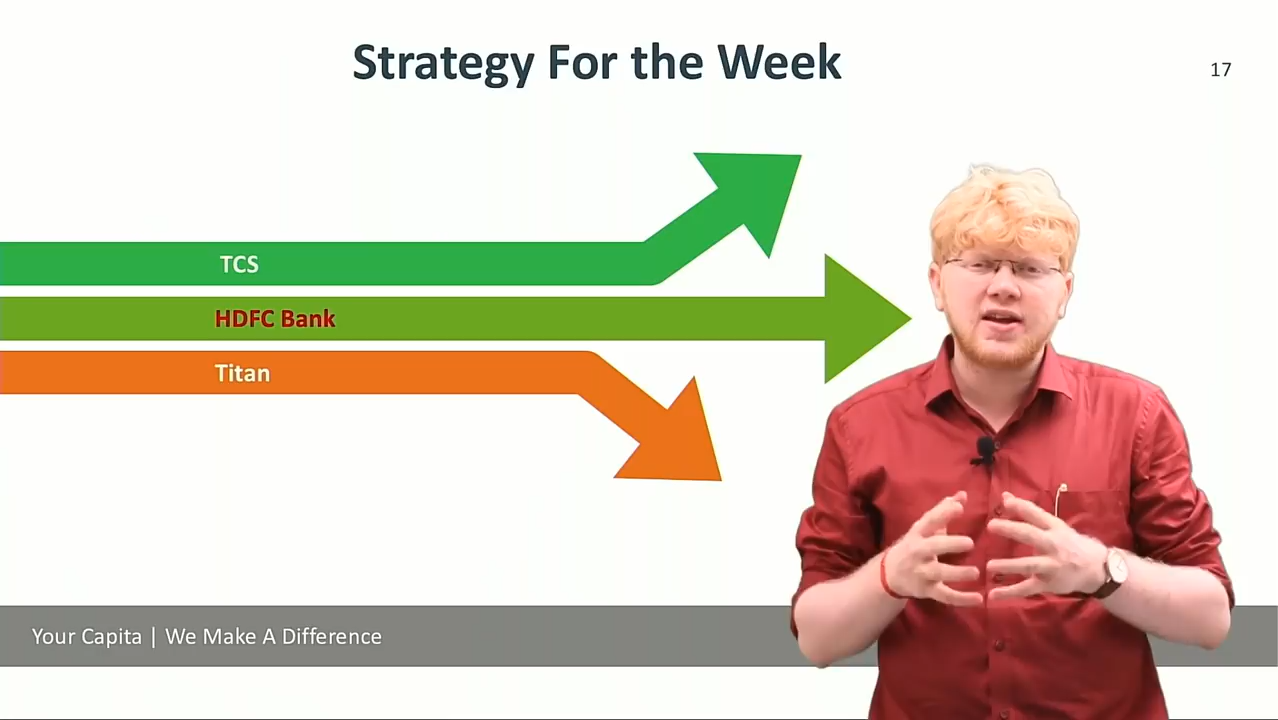 Strategy For the Week
17
TCS
HDFC Bank
Titan
Your Capita | We Make A Difference